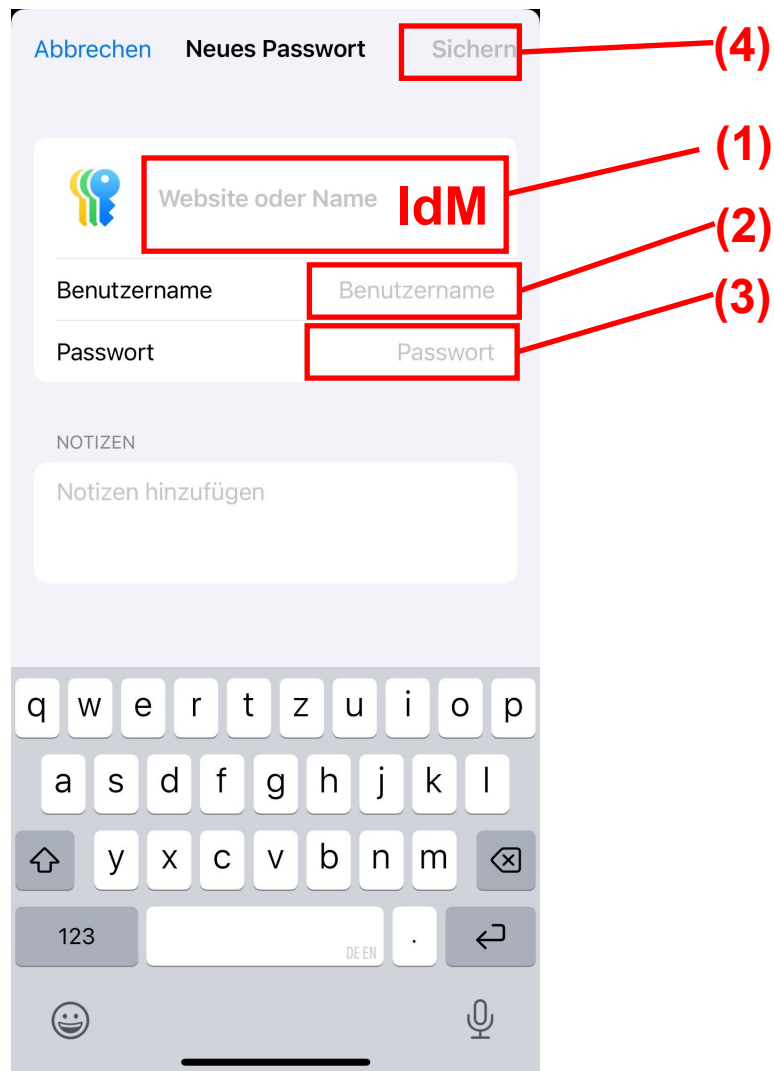 Abbrechen Neues Passwort Sichern (4)
(1)
Website oder Name IdM
(2)
Benutzername Benutzername
(3)
Passwort Passwort
NOTIZEN
Notizen hinzufügen
q w e r t z u i o p
a s d f g h j k l
y x c v b n m
123 DE EN .